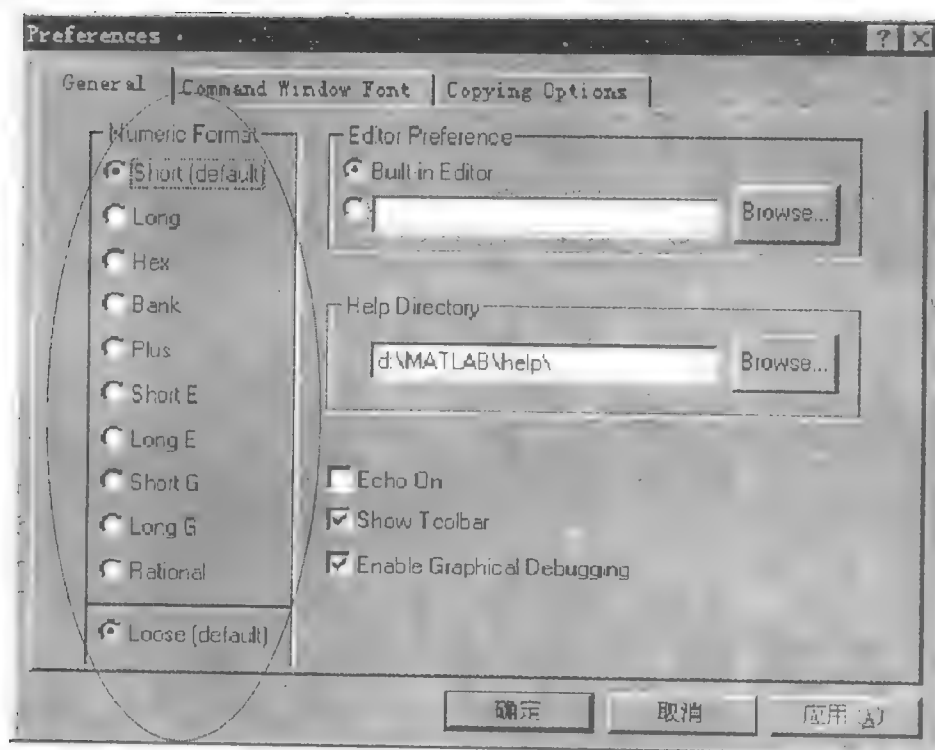 Preferences
General
Command Window Font
Copying Options
Numeric Format
Short (default)
Long
Hex
Bank
Plus
Short E
Long E
Short G
Long G
Rational
Loose (default)
Editor Preference
Built-in Editor
Browse...
Help Directory
d:\MATLAB\help\
Browse...
Echo On
Show Toolbar
Enable Graphical Debugging
确定
取消
应用 (A)